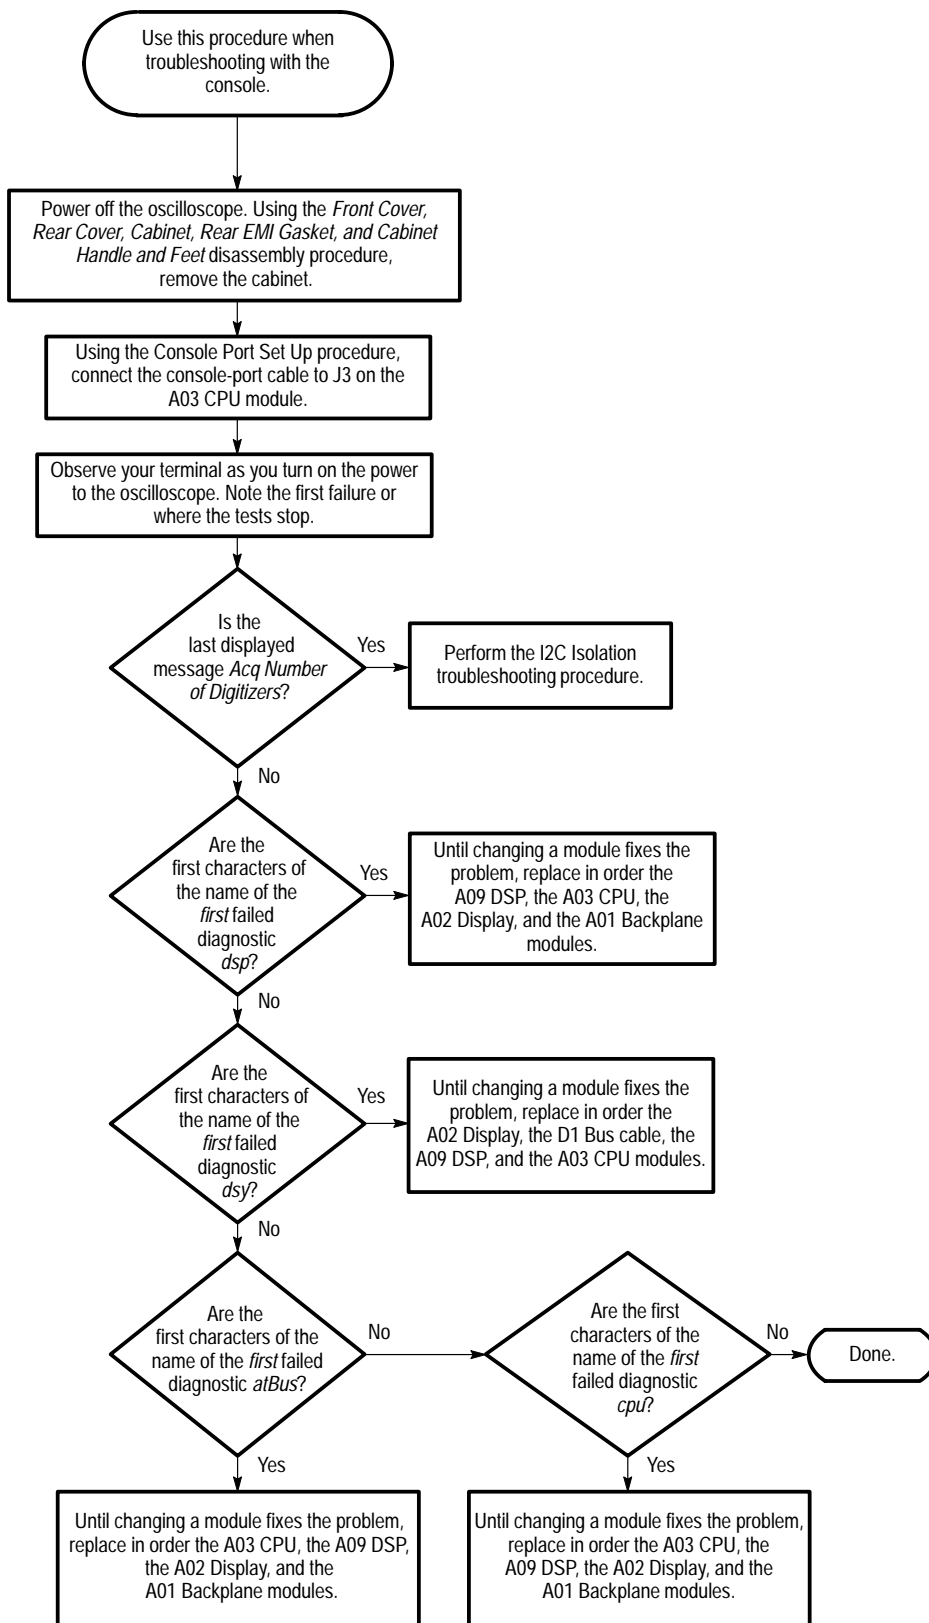 Use this procedure when
troubleshooting with the
console.
Power off the oscilloscope. Using the Front Cover,
Rear Cover, Cabinet, Rear EMI Gasket, and Cabinet
Handle and Feet disassembly procedure,
remove the cabinet.
Using the Console Port Set Up procedure,
connect the console-port cable to J3 on the
A03 CPU module.
Observe your terminal as you turn on the power
to the oscilloscope. Note the first failure or
where the tests stop.
Is the
last displayed
message Acq Number
of Digitizers?
Yes
Perform the I2C Isolation
troubleshooting procedure.
No
Are the
first characters of
the name of the
first failed
diagnostic
dsp?
Yes
Until changing a module fixes the
problem, replace in order the
A09 DSP, the A03 CPU, the
A02 Display, and the A01 Backplane
modules.
No
Are the
first characters of
the name of the
first failed
diagnostic
dsy?
Yes
Until changing a module fixes the
problem, replace in order the
A02 Display, the D1 Bus cable, the
A09 DSP, and the A03 CPU modules.
No
Are the
first characters of the
name of the first failed
diagnostic atBus?
No
Are the first
characters of the
name of the first
failed diagnostic
cpu?
No
Done.
Yes
Until changing a module fixes the problem,
replace in order the A03 CPU, the A09 DSP,
the A02 Display, and the
A01 Backplane modules.
Yes
Until changing a module fixes the problem,
replace in order the A03 CPU, the
A09 DSP, the A02 Display, and the
A01 Backplane modules.